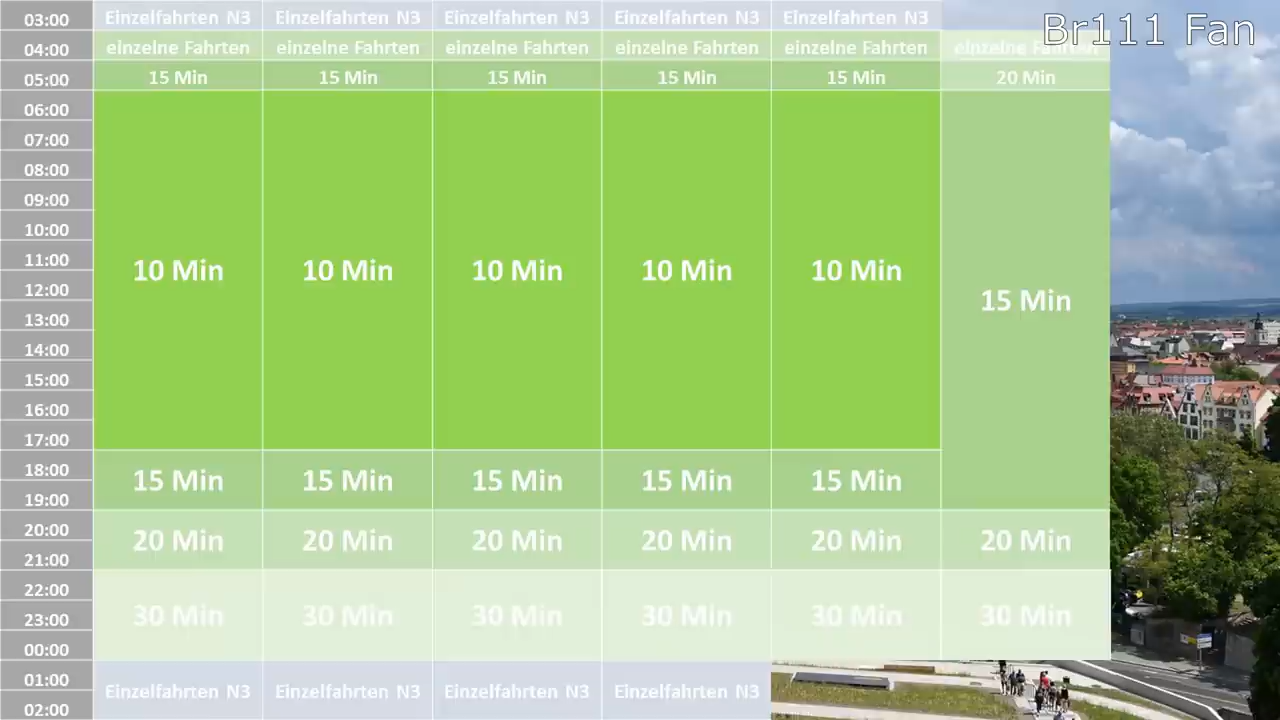 03:00 Einzelfahrten N3 Einzelfahrten N3 Einzelfahrten N3 Einzelfahrten N3 Einzelfahrten N3
Br111 Fan
04:00 einzelne Fahrten einzelne Fahrten einzelne Fahrten einzelne Fahrten einzelne Fahrten einzelne Fahrten
05:00 15 Min 15 Min 15 Min 15 Min 15 Min 20 Min
06:00
07:00
08:00
09:00
10:00
11:00 10 Min 10 Min 10 Min 10 Min 10 Min
12:00 15 Min
13:00
14:00
15:00
16:00
17:00
18:00 15 Min 15 Min 15 Min 15 Min 15 Min
19:00
20:00 20 Min 20 Min 20 Min 20 Min 20 Min 20 Min
21:00
22:00
23:00 30 Min 30 Min 30 Min 30 Min 30 Min 30 Min
00:00
01:00 Einzelfahrten N3 Einzelfahrten N3 Einzelfahrten N3 Einzelfahrten N3
02:00